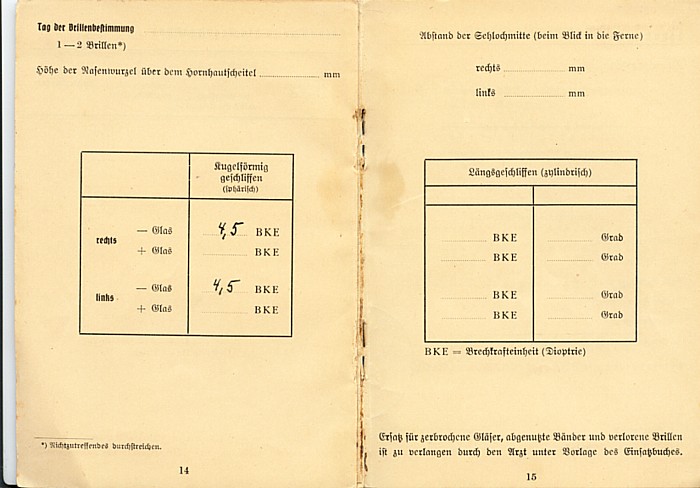 Tag der Brillenbestimmung
1—2 Brillen*)
Höhe der Nasenwurzel über dem Hornhautscheitel mm
Kugelförmig
geschliffen
(sphärisch)
rechts
— Glas 4,5 BKE
+ Glas BKE
links
— Glas 4,5 BKE
+ Glas BKE
*) Nichtzutreffendes durchstreichen.
14
Abstand der Sehlochmitte (beim Blick in die Ferne)
rechts mm
links mm
Längsgeschliffen (zylindrisch)
BKE Grad
BKE Grad
BKE Grad
BKE Grad
BKE = Brechkrafteinheit (Dioptrie)
Ersatz für zerbrochene Gläser, abgenutzte Bänder und verlorene Brillen
ist zu verlangen durch den Arzt unter Vorlage des Einsatzbuches.
15